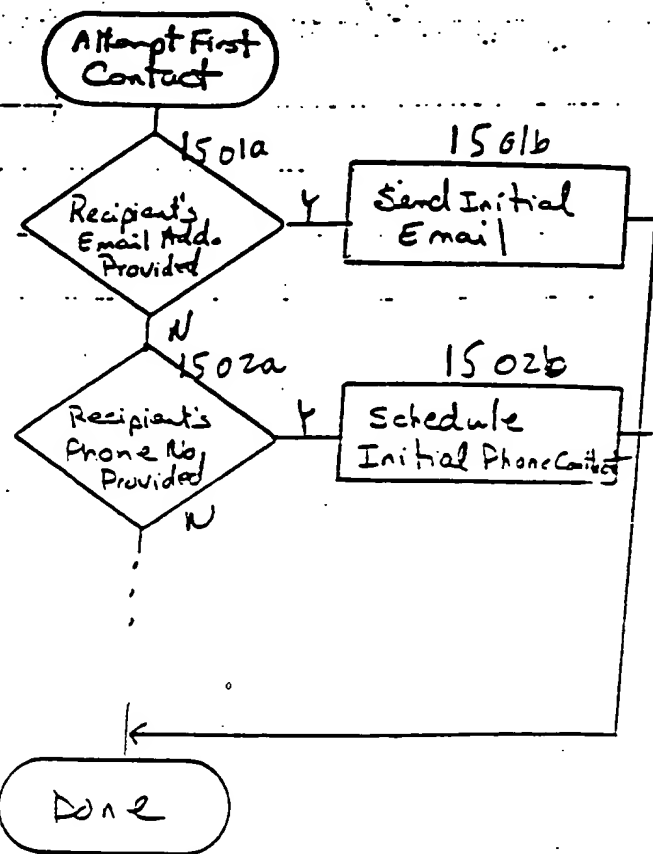 Attempt First
Contact
1501a
Recipient's
Email Add.
Provided
Y
1501b
Send Initial
Email
N
1502a
Recipient's
Phone No.
Provided
Y
1502b
Schedule
Initial Phone Contact
N
Done